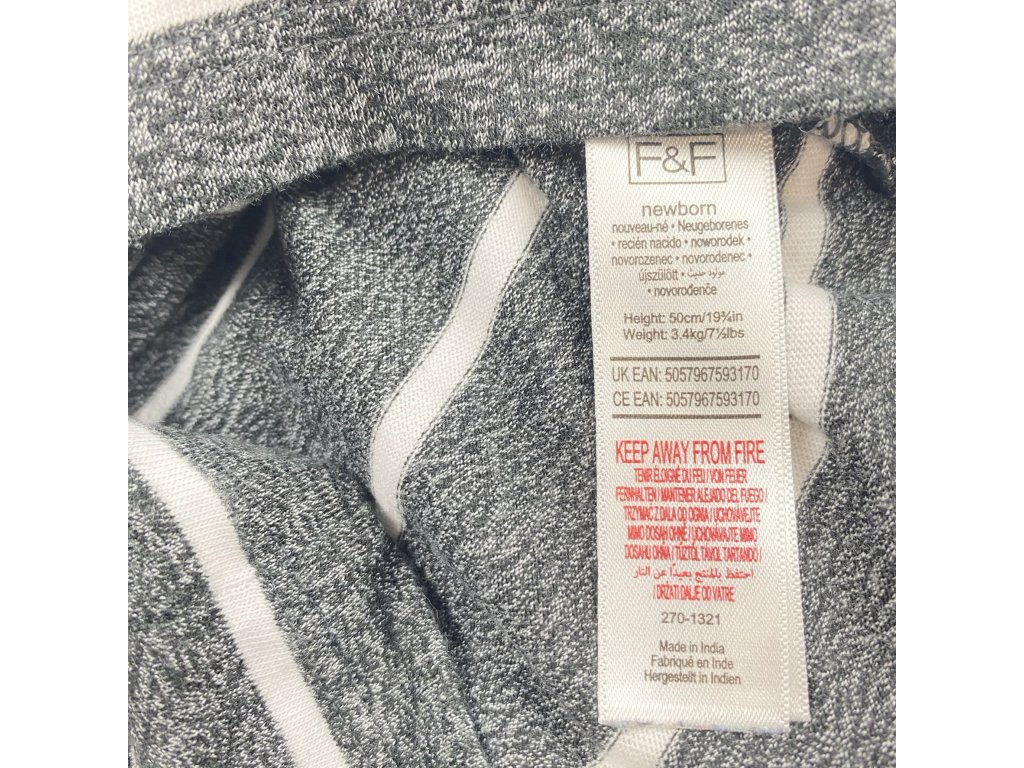 F&F
newborn
nouveau-né • Neugeborenes
• recién nacido • noworodek •
novorozenec • novorodenec •
újszülött • مولود حديث
• novorođenče
Height: 50cm/19¾in
Weight: 3.4kg/7½lbs
UK EAN: 5057967593170
CE EAN: 5057967593170
KEEP AWAY FROM FIRE
TENIR ÉLOIGNÉ DU FEU / VON FEUER
FERNHALTEN / MANTENER ALEJADO DEL FUEGO /
TRZYMAĆ Z DALA OD OGNIA / UCHOVÁVEJTE
MIMO DOSAH OHNĚ / UCHOVÁVAJTE MIMO
DOSAHU OHŇA / TŰZTŐL TÁVOL TARTANDÓ /
احتفظ بالمنتج بعيدًا عن النار
/ DRŽATI DALJE OD VATRE
270-1321
Made in India
Fabriqué en Inde
Hergestellt in Indien